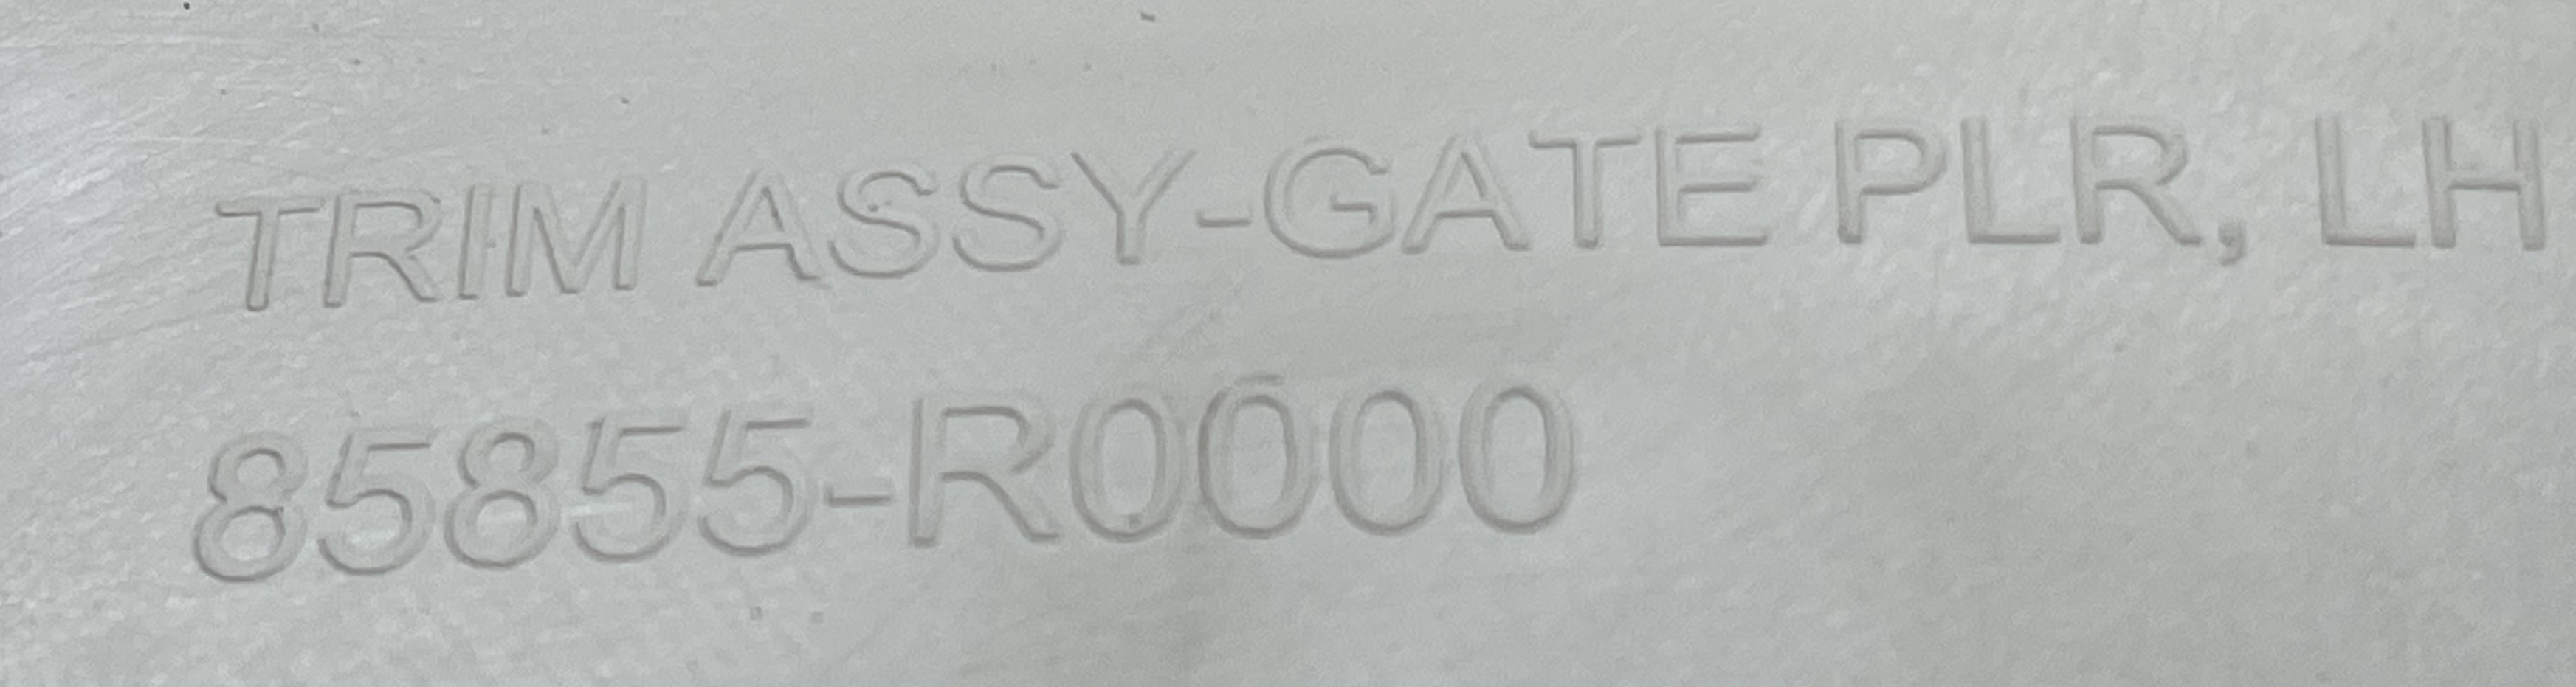 TRIM ASSY-GATE PLR, LH
85855-R0000